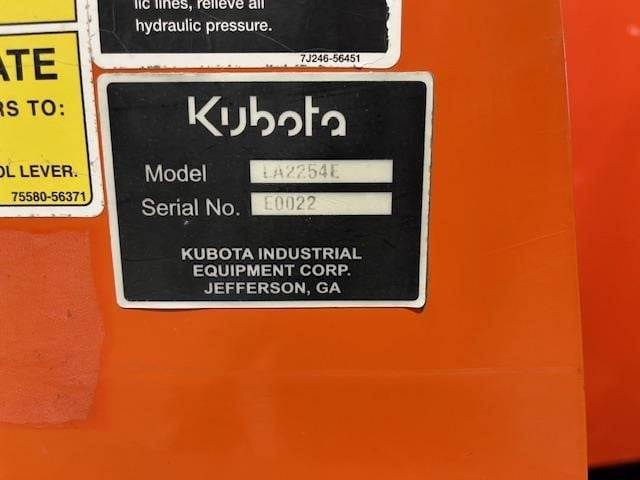 lic lines, relieve all
hydraulic pressure.
7J246-56451
ATE
RS TO:
OL LEVER.
75580-56371
Kubota
Model LA2254E
Serial No. E0022
KUBOTA INDUSTRIAL
EQUIPMENT CORP.
JEFFERSON, GA